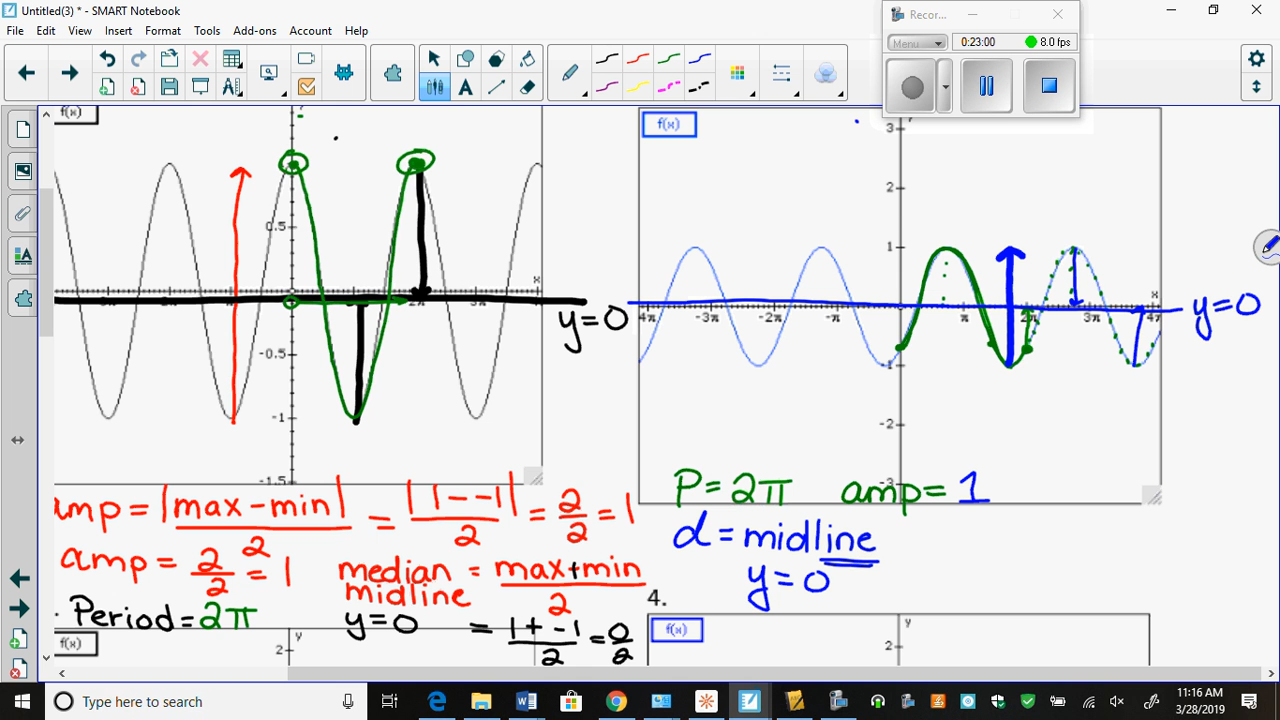 Untitled(3) * - SMART Notebook
File Edit View Insert Format Tools Add-ons Account Help
Recor...
Menu 0:23:00 8.0 fps
f(x)
0.5
x
2π 3π
-0.5
-1
-1.5
y=0
f(x)
3
2
1
x
4π -3π -2π π 2π 3π 4π
-1
-2
-3
y=0
P=2π amp=1
d=midline
y=0
amp=|max-min|/2 = |1--1|/2 = 2/2 = 1
amp = 2/2 = 1
median = max+min/2
midline
Period=2π y=0 = 1+-1/2 = 0/2
4.
f(x) y 2
f(x) y 2
Type here to search
11:16 AM
3/28/2019